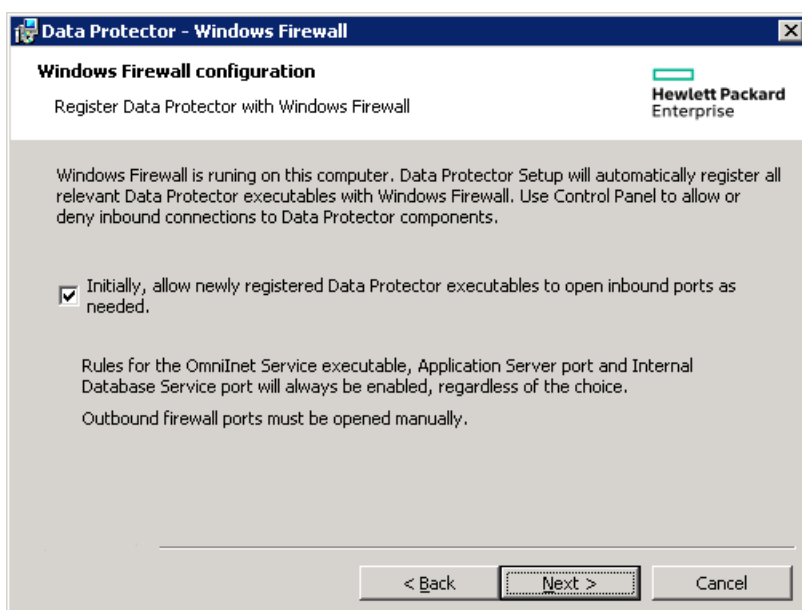 Data Protector - Windows Firewall
Windows Firewall configuration
Register Data Protector with Windows Firewall
Hewlett Packard
Enterprise
Windows Firewall is runing on this computer. Data Protector Setup will automatically register all
relevant Data Protector executables with Windows Firewall. Use Control Panel to allow or
deny inbound connections to Data Protector components.
Initially, allow newly registered Data Protector executables to open inbound ports as
needed.
Rules for the OmniInet Service executable, Application Server port and Internal
Database Service port will always be enabled, regardless of the choice.
Outbound firewall ports must be opened manually.
< Back
Next >
Cancel